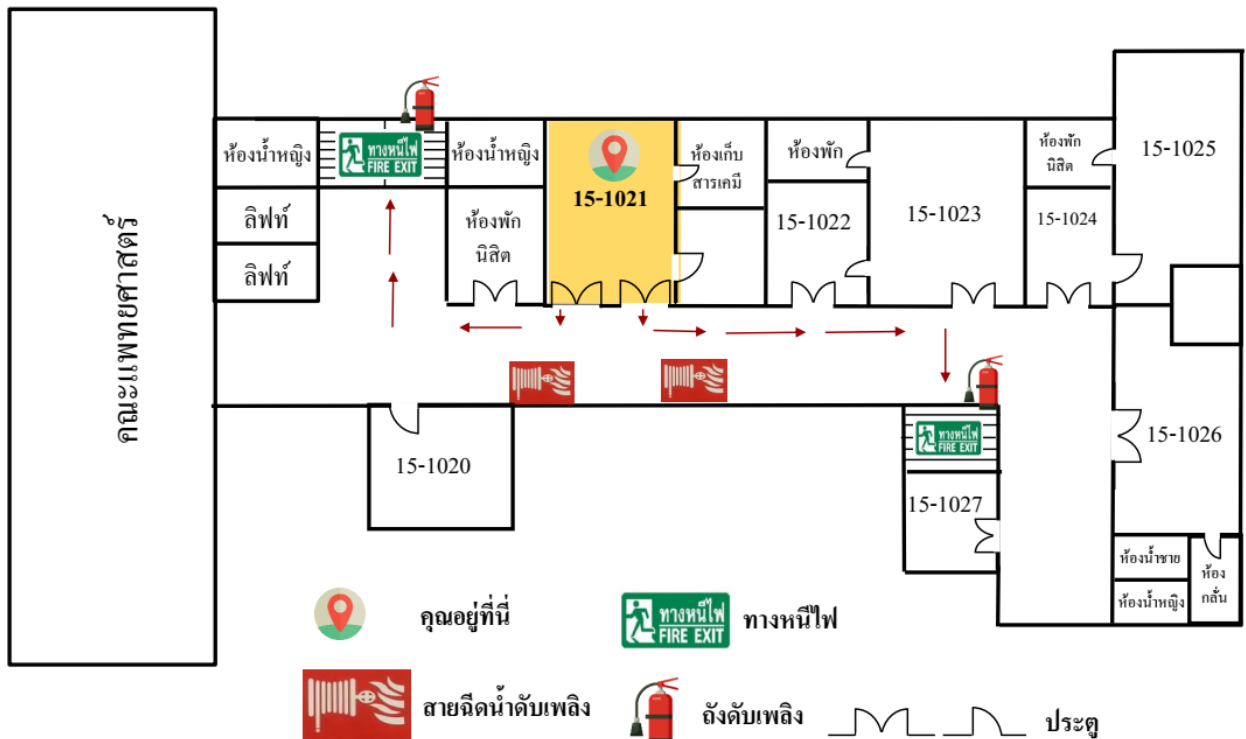 คณะแพทยศาสตร์
ห้องน้ำหญิง
ทางหนีไฟ
FIRE EXIT
ห้องน้ำหญิง
15-1021
ห้องเก็บ
สารเคมี
ห้องพัก
ห้องพัก
นิสิต
15-1025
ลิฟท์
ลิฟท์
ห้องพัก
นิสิต
15-1022
15-1023
15-1024
15-1020
ทางหนีไฟ
FIRE EXIT
15-1026
15-1027
ห้องน้ำชาย
ห้องน้ำหญิง
ห้อง
กลั่น
คุณอยู่ที่นี่
ทางหนีไฟ
FIRE EXIT
ทางหนีไฟ
สายฉีดน้ำดับเพลิง
ถังดับเพลิง
ประตู